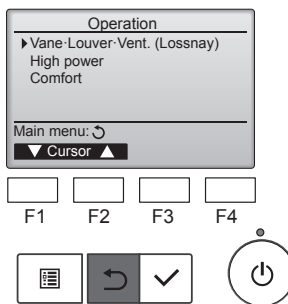 Operation
Vane·Louver·Vent. (Lossnay)
High power
Comfort
Main menu:
Cursor
F1 F2 F3 F4